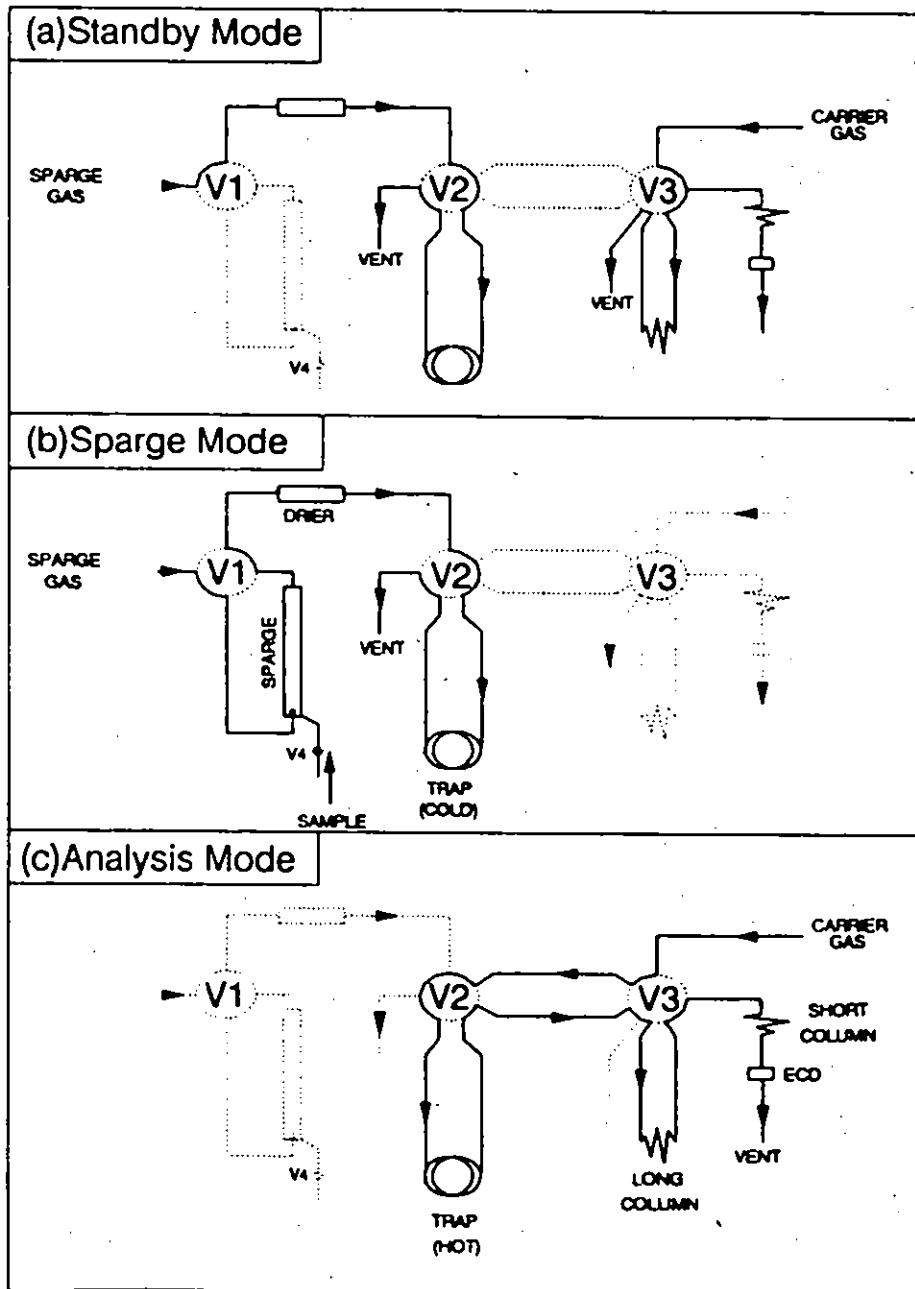 (a)Standby Mode
CARRIER
GAS
SPARGE
GAS
V1
V2
V3
VENT
VENT
V4
(b)Sparge Mode
DRIER
SPARGE
GAS
V1
V2
V3
SPARGE
VENT
V4
TRAP
(COLD)
SAMPLE
(c)Analysis Mode
CARRIER
GAS
V1
V2
V3
SHORT
COLUMN
ECD
VENT
V4
LONG
COLUMN
TRAP
(HOT)